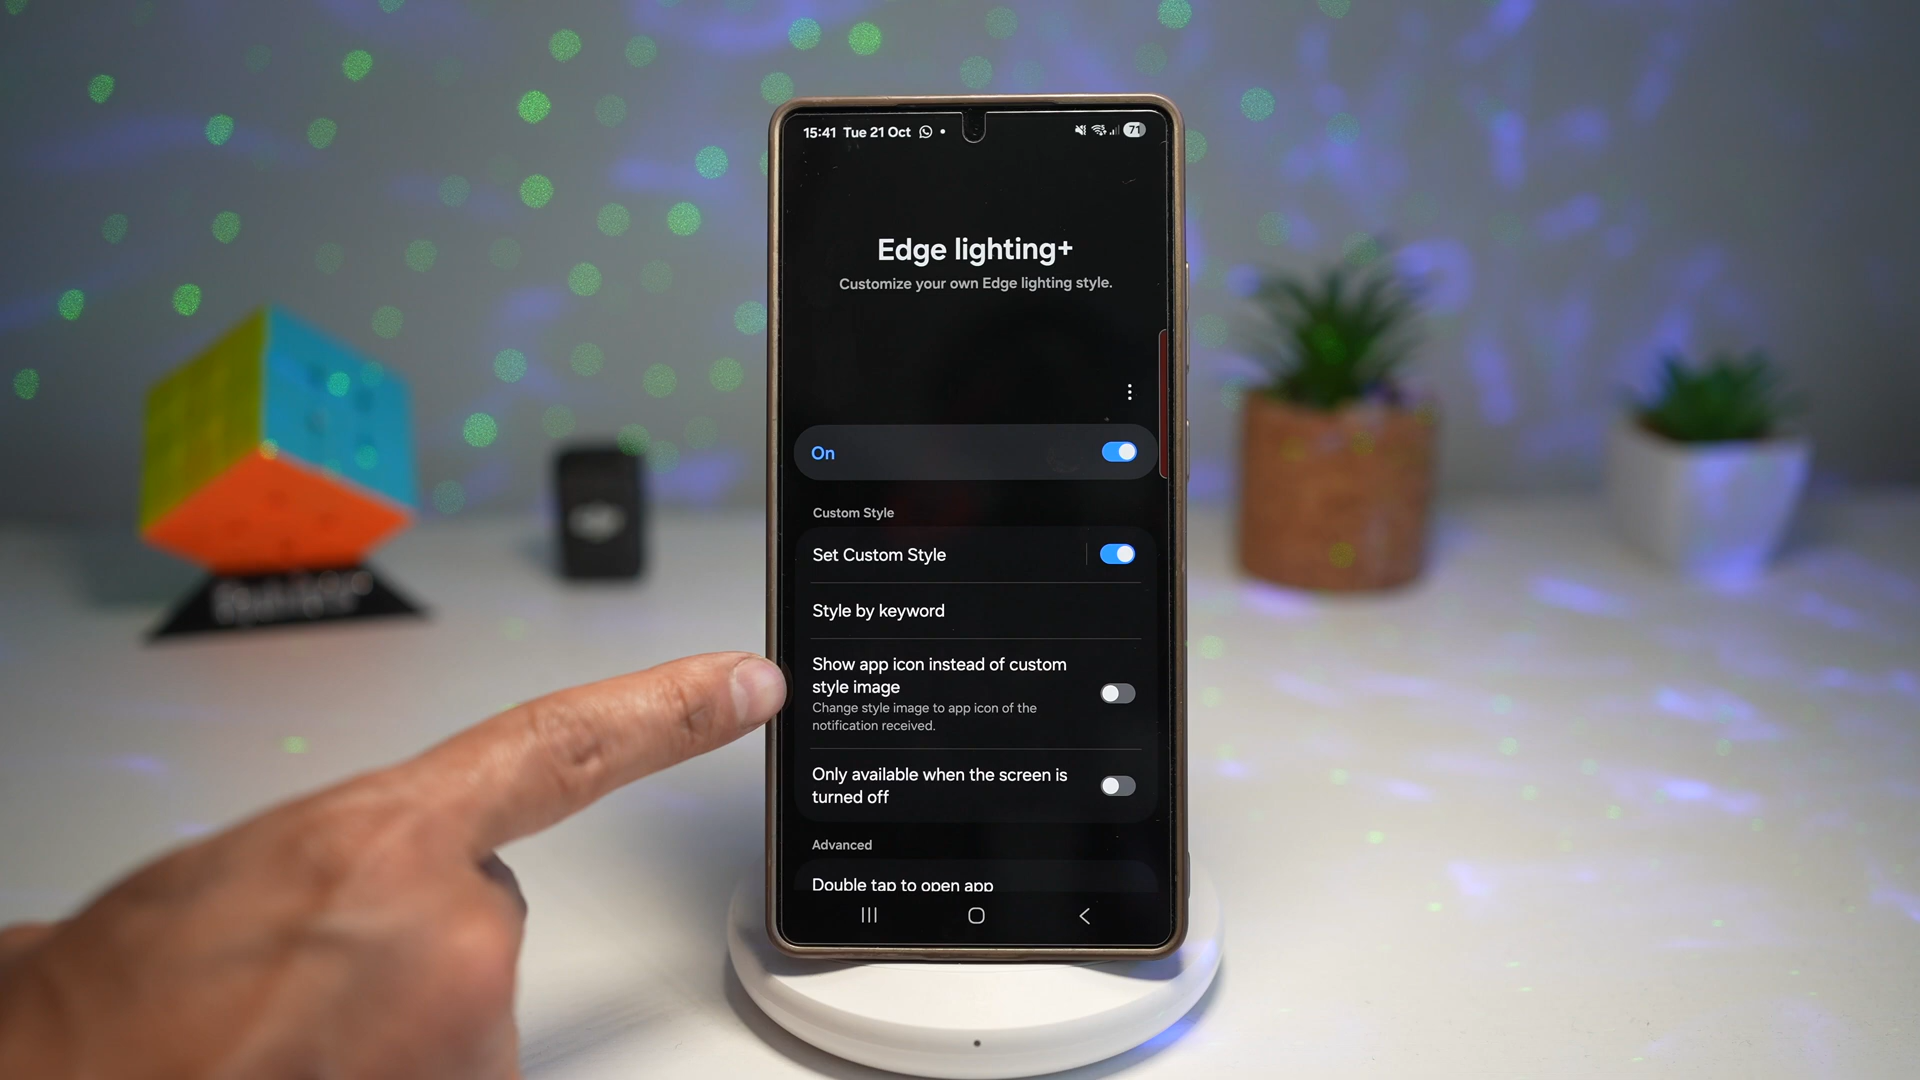 15:41 Tue 21 Oct
71
Edge lighting+
Customize your own Edge lighting style.
On
Custom Style
Set Custom Style
Style by keyword
Show app icon instead of custom
style image
Change style image to app icon of the
notification received.
Only available when the screen is
turned off
Advanced
Double tap to open app